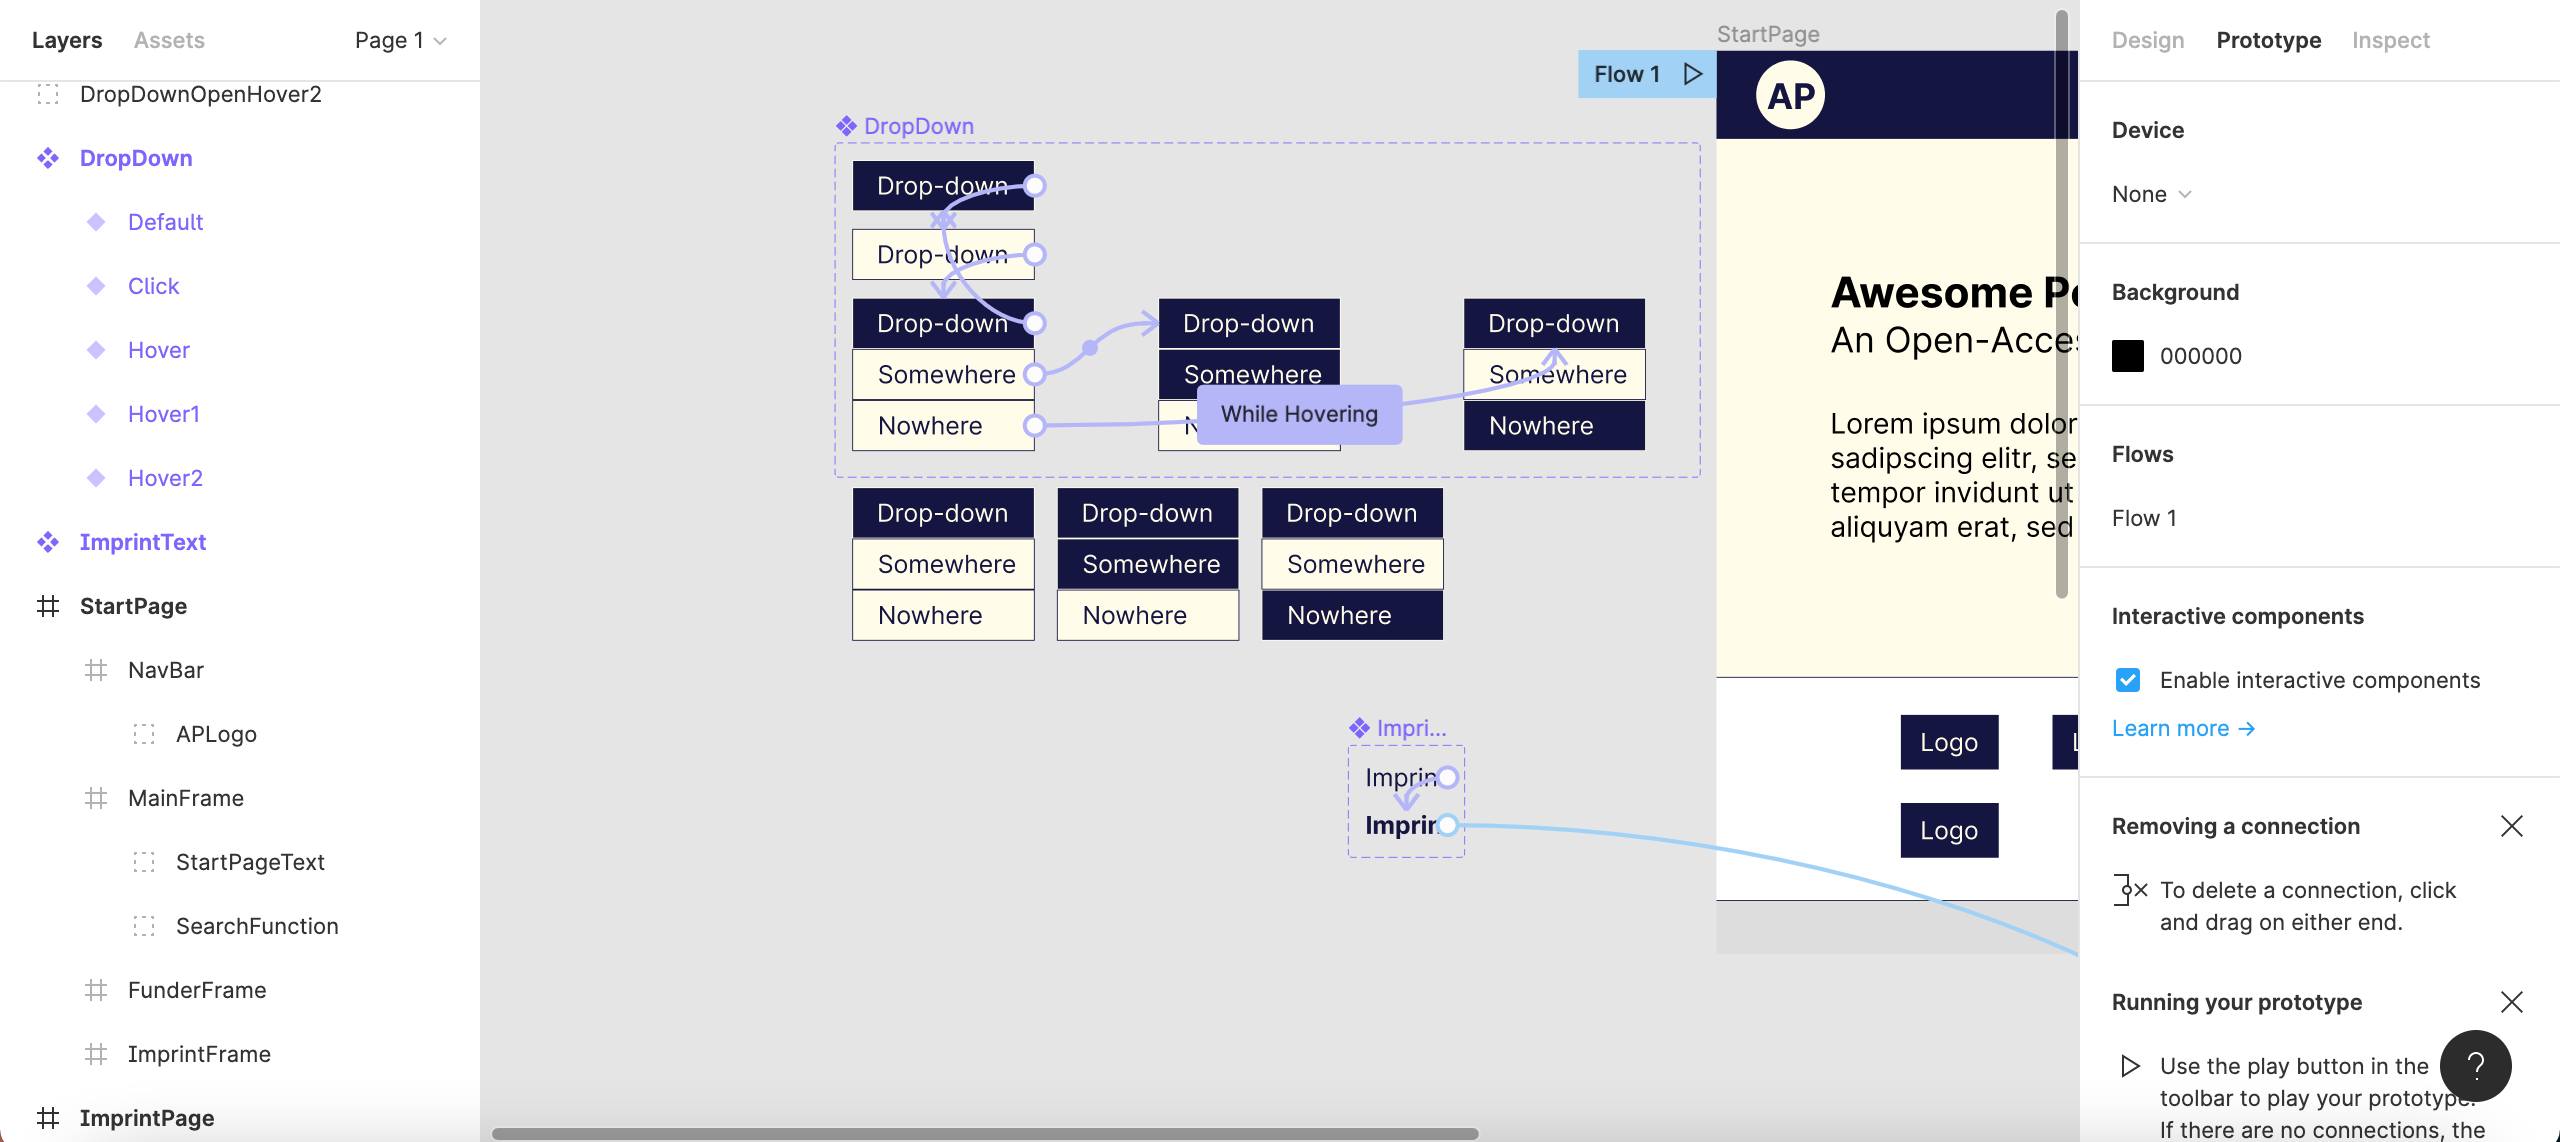 Layers
Assets
Page 1
DropDownOpenHover2
DropDown
Default
Click
Hover
Hover1
Hover2
ImprintText
StartPage
NavBar
APLogo
MainFrame
StartPageText
SearchFunction
FunderFrame
ImprintFrame
ImprintPage
DropDown
Drop-down
Drop-down
Drop-down
Somewhere
Nowhere
Drop-down
Somewhere
N
While Hovering
Drop-down
Somewhere
Nowhere
Drop-down
Somewhere
Nowhere
Drop-down
Somewhere
Nowhere
Drop-down
Somewhere
Nowhere
Impri...
Imprin
Imprin
Flow 1
StartPage
AP
Awesome P
An Open-Acces
Lorem ipsum dolor
sadipscing elitr, se
tempor invidunt ut
aliquyam erat, sed
Logo
L
Logo
Design
Prototype
Inspect
Device
None
Background
000000
Flows
Flow 1
Interactive components
Enable interactive components
Learn more →
Removing a connection
To delete a connection, click
and drag on either end.
Running your prototype
Use the play button in the
toolbar to play your prototype.
If there are no connections, the
?